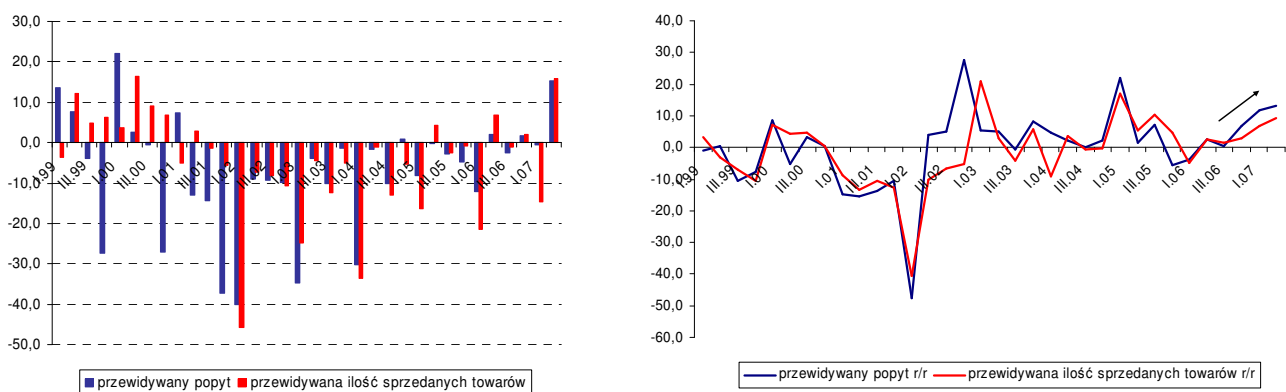 30,0
20,0
10,0
0,0
-10,0
-20,0
-30,0
-40,0
-50,0
I.99
III.99
I.00
III.00
I.01
III.01
I.02
III.02
I.03
III.03
I.04
III.04
I.05
III.05
I.06
III.06
I.07
przewidywany popyt
przewidywana ilość sprzedanych towarów
40,0
30,0
20,0
10,0
0,0
-10,0
-20,0
-30,0
-40,0
-50,0
-60,0
I.99
III.99
I.00
III.00
I.01
III.01
I.02
III.02
I.03
III.03
I.04
III.04
I.05
III.05
I.06
III.06
I.07
przewidywany popyt r/r
przewidywana ilość sprzedanych towarów r/r